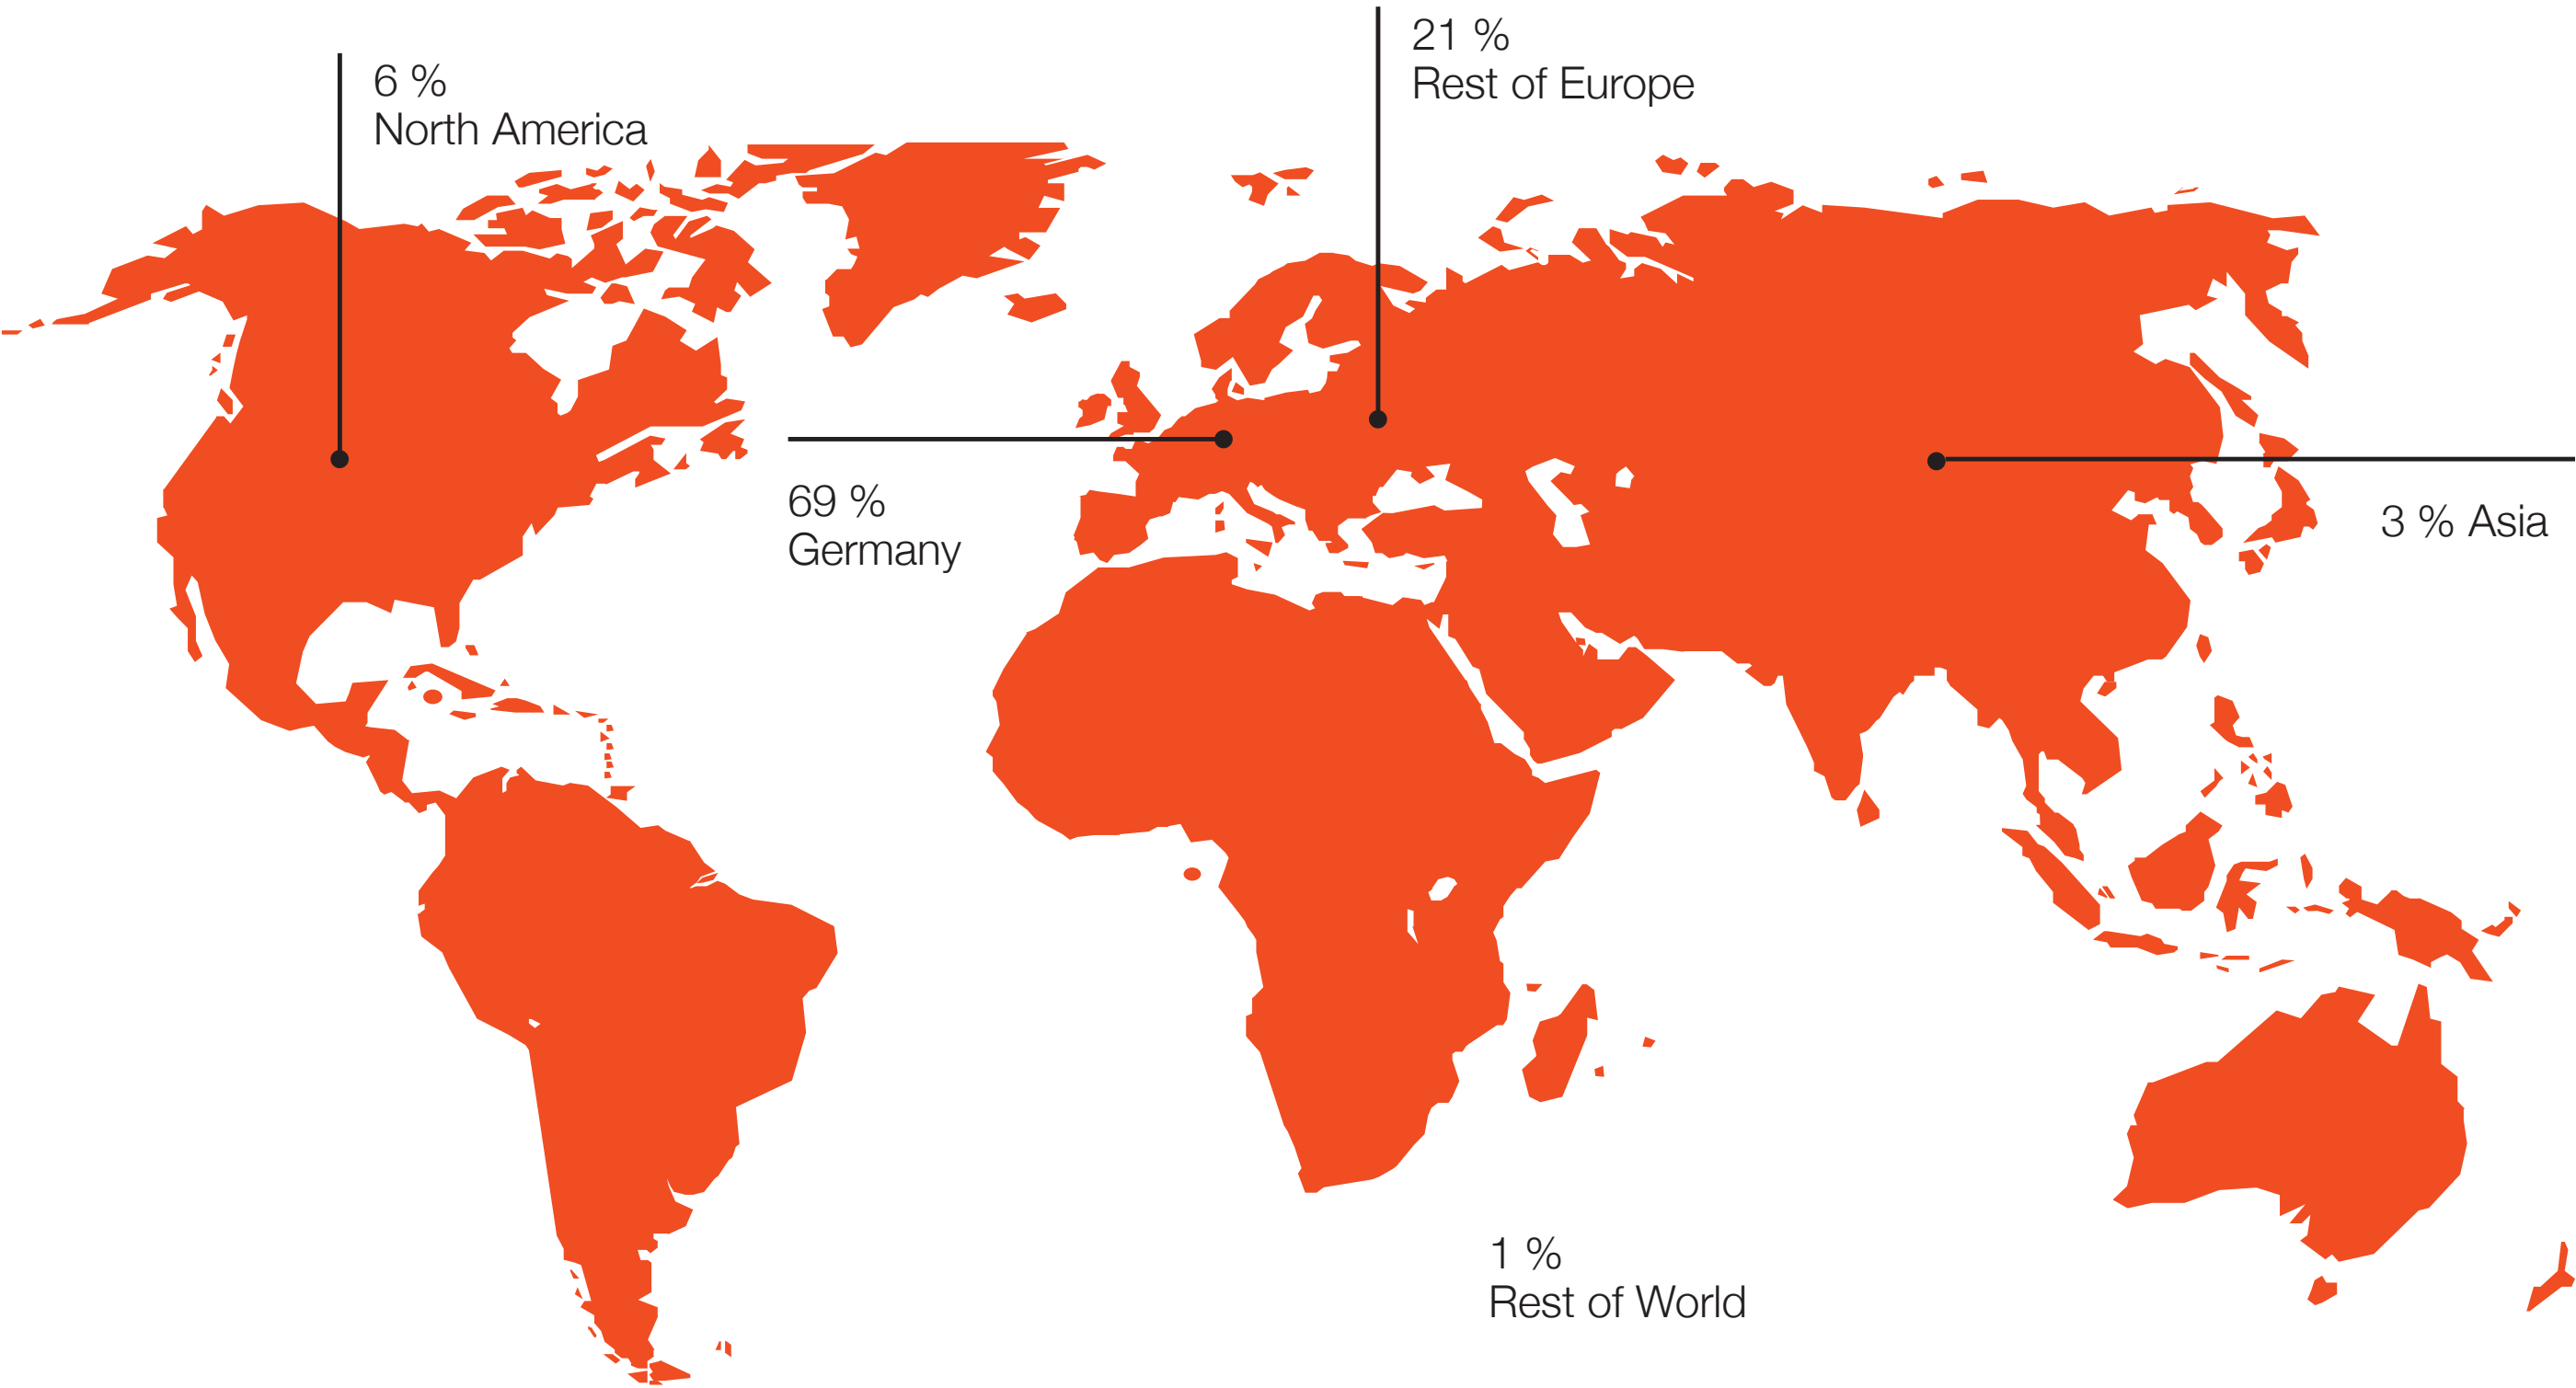 21 %
Rest of Europe
6 %
North America
69 %
Germany
3 % Asia
1 %
Rest of World